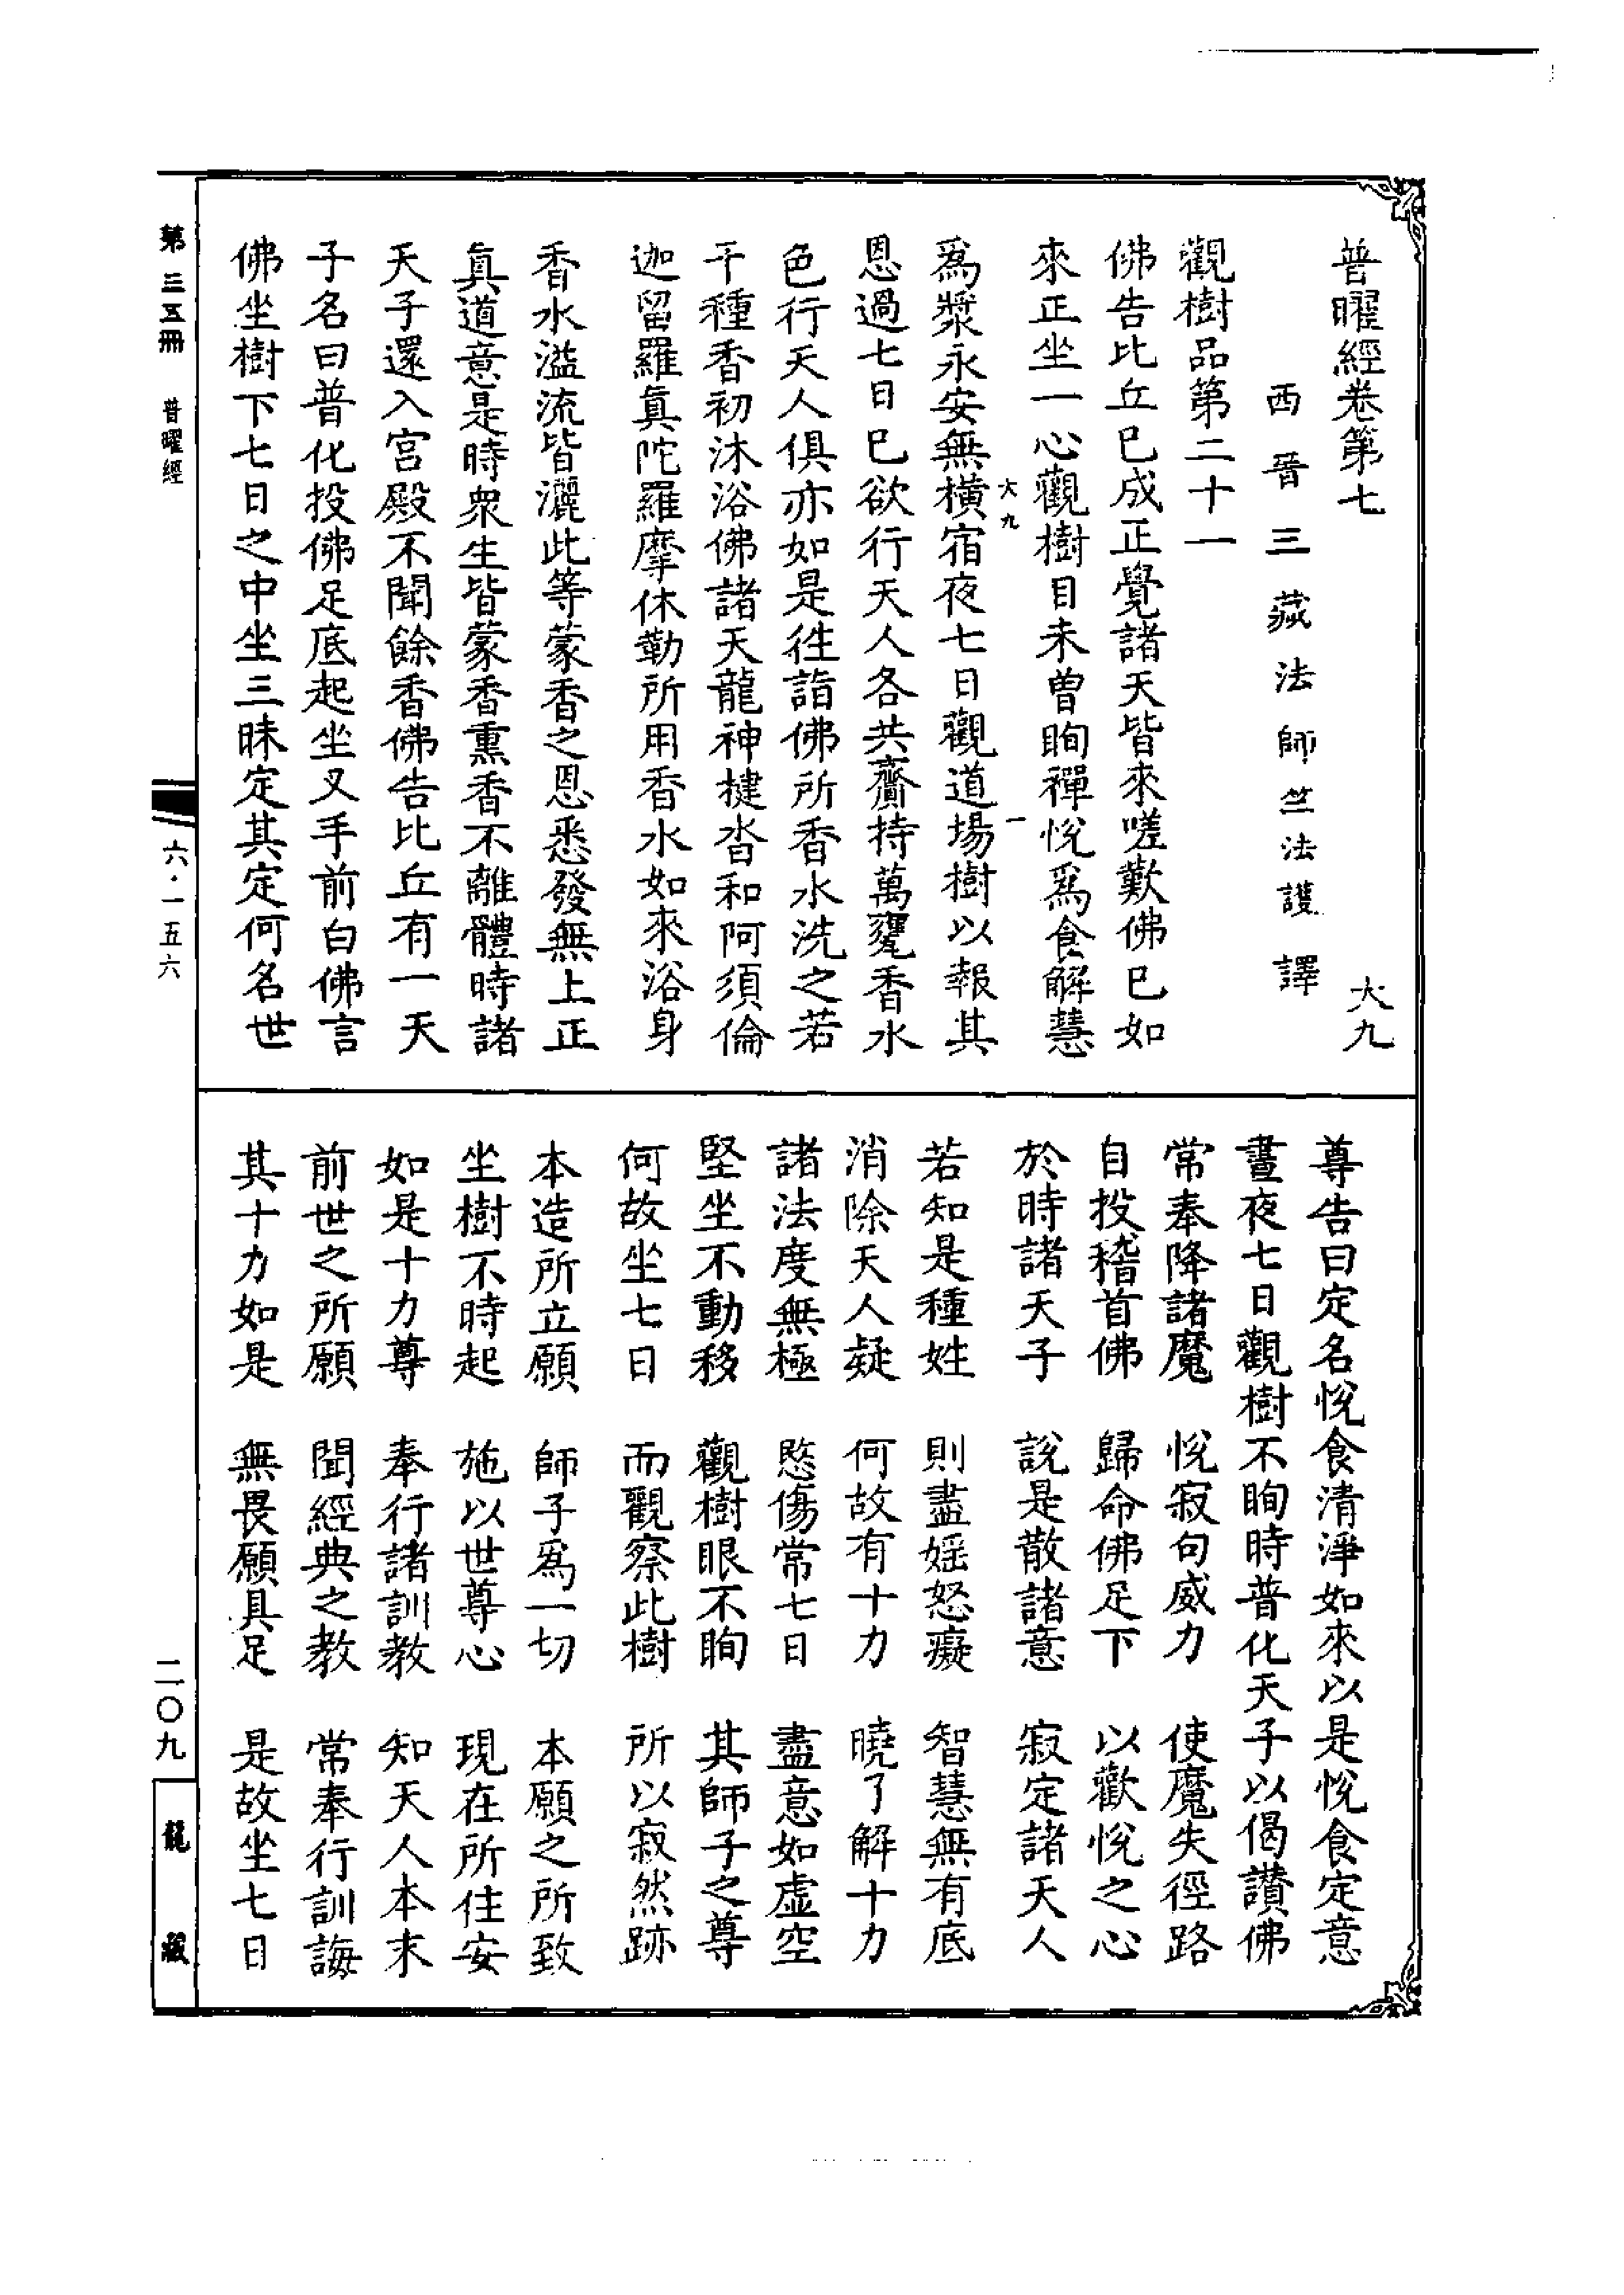 普曜經卷第七 大九
西晉三藏法師竺法護譯
觀樹品第二十一
佛告比丘已成正覺諸天皆來嗟歎佛已如
來正坐一心觀樹目未曾眴禪悅爲食解慧
大九 一
爲漿永安無橫宿夜七日觀道場樹以報其
恩過七日已欲行天人各共齎持萬甕香水
色行天人俱亦如是往詣佛所香水洗之若
干種香初沐浴佛諸天龍神揵沓和阿須倫
迦留羅真陀羅摩休勒所用香水如來浴身
香水溢流皆灑此等蒙香之恩悉發無上正
真道意是時衆生皆蒙香熏香不離體時諸
天子還入宮殿不聞餘香佛告比丘有一天
子名曰普化投佛足底起坐叉手前白佛言
佛坐樹下七日之中坐三昧定其定何名世
尊告曰定名悅食清淨如來以是悅食定意
晝夜七日觀樹不眴時普化天子以偈讚佛
常奉降諸魔 悅寂句威力 使魔失徑路
自投稽首佛 歸命佛足下 以歡悅之心
於時諸天子 說是散諸意 寂定諸天人
若知是種姓 則盡婬怒癡 智慧無有底
消除天人疑 何故有十力 曉了解十力
諸法度無極 愍傷常七日 盡意如虛空
堅坐不動移 觀樹眼不眴 其師子之尊
何故坐七日 而觀察此樹 所以寂然跡
本造所立願 師子爲一切 本願之所致
坐樹不時起 施以世尊心 現在所住安
如是十力尊 奉行諸訓教 知天人本末
前世之所願 聞經典之教 常奉行訓誨
其十力如是 無畏願具足 是故坐七日
第三五冊 普曜經
六·一五六
二〇九
龍藏